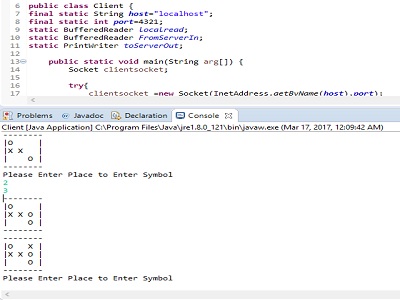 6 public class Client {
7 final static String host="localhost";
8 final static int port=4321;
9 static BufferedReader Localread;
10 static BufferedReader FromServerIn;
11 static PrintWriter toServerOut;
12
13 public static void main(String arg[]) {
14 Socket clientsocket;
15
16 try{
17 clientsocket =new Socket(InetAddress.getByName(host),port);
Problems Javadoc Declaration Console
Client [Java Application] C:\Program Files\Java\jre1.8.0_121\bin\javaw.exe (Mar 17, 2017, 12:09:42 AM)
-------
|O     |
|X X   |
|    O |
-------
Please Enter Place to Enter Symbol
2
3
|O     |
|X X O |
|    O |
-------
-------
|O   X |
|X X O |
|    O |
-------
Please Enter Place to Enter Symbol